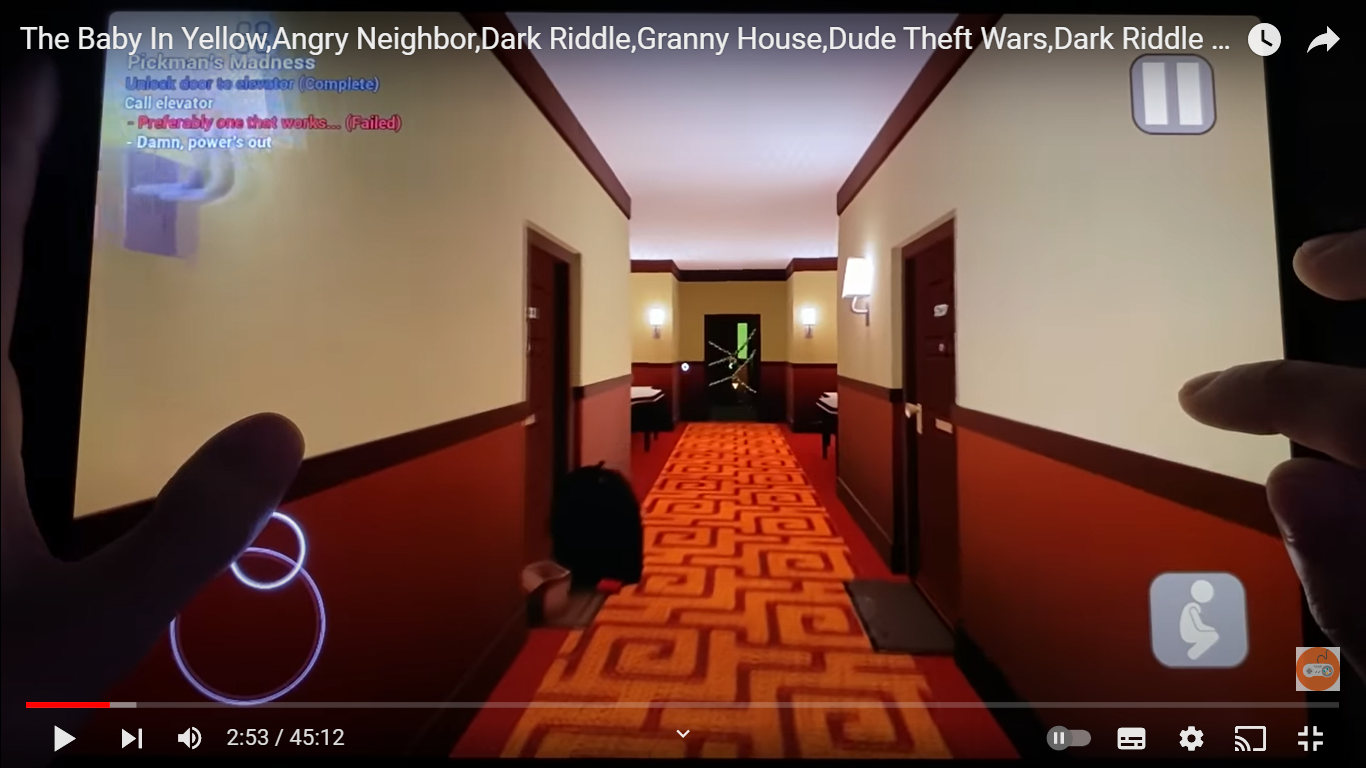 The Baby In Yellow,Angry Neighbor,Dark Riddle,Granny House,Dude Theft Wars,Dark Riddle ...
Pickman's Madness
Unlock door to elevator (Complete)
Call elevator
- Preferably one that works... (Failed)
- Damn, power's out
2:53 / 45:12